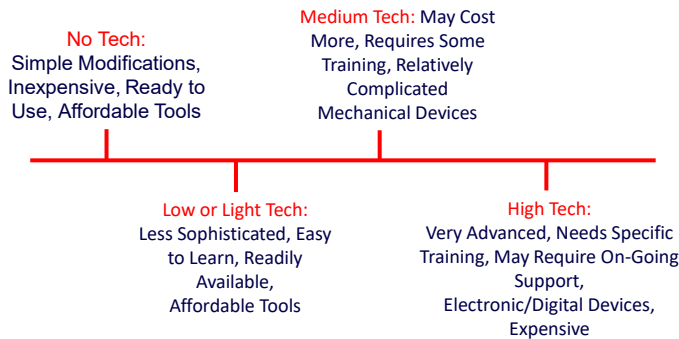 No Tech:
Simple Modifications,
Inexpensive, Ready to
Use, Affordable Tools
Medium Tech: May Cost
More, Requires Some
Training, Relatively
Complicated
Mechanical Devices
Low or Light Tech:
Less Sophisticated, Easy
to Learn, Readily
Available,
Affordable Tools
High Tech:
Very Advanced, Needs Specific
Training, May Require On-Going
Support,
Electronic/Digital Devices,
Expensive